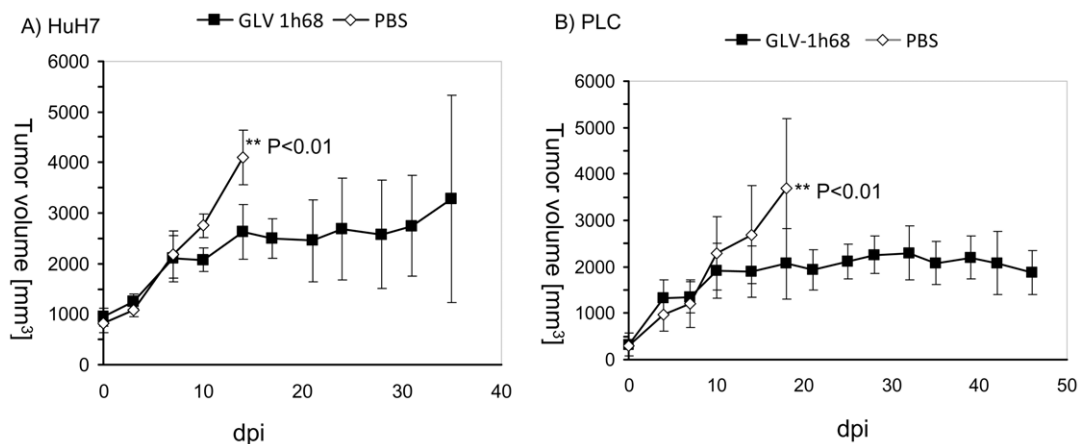 A) HuH7
GLV 1h68 PBS
6000
5000
4000
3000
2000
1000
0
Tumor volume [mm³]
** P<0.01
0 10 20 30 40
dpi
B) PLC
GLV-1h68 PBS
6000
5000
4000
3000
2000
1000
0
Tumor volume [mm³]
** P<0.01
0 10 20 30 40 50
dpi